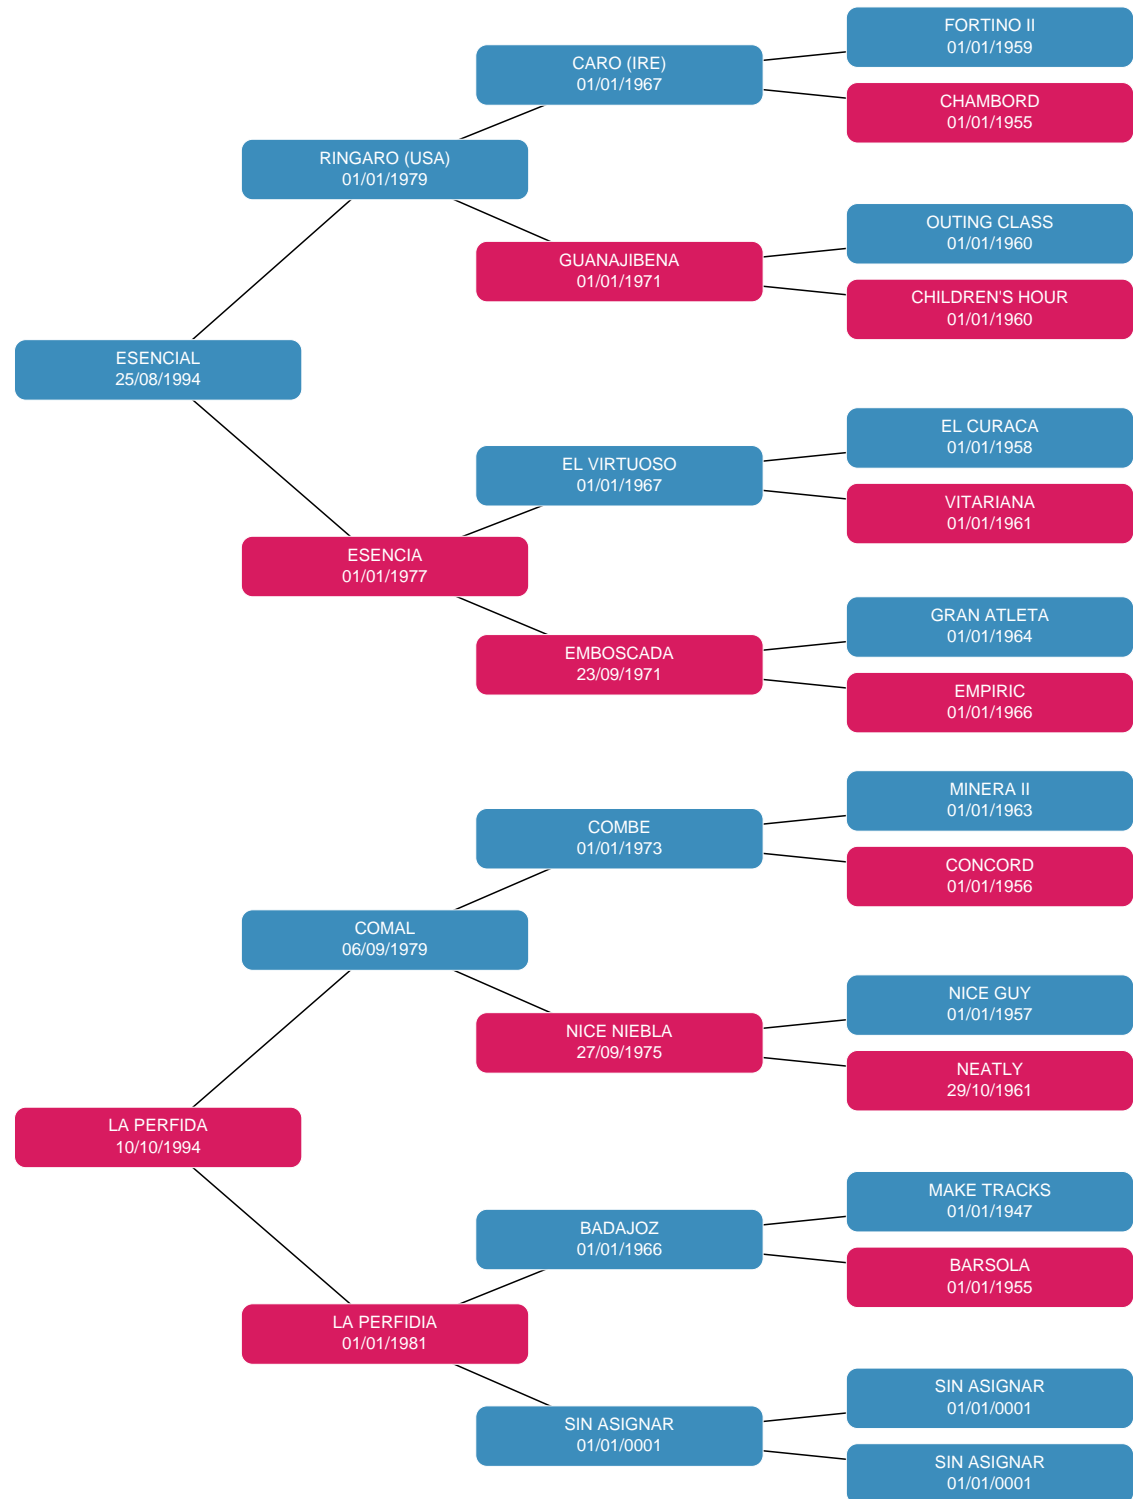 FORTINO II
01/01/1959
CARO (IRE)
01/01/1967
CHAMBORD
01/01/1955
RINGARO (USA)
01/01/1979
OUTING CLASS
01/01/1960
GUANAJIBENA
01/01/1971
CHILDREN'S HOUR
01/01/1960
ESENCIAL
25/08/1994
EL CURACA
01/01/1958
EL VIRTUOSO
01/01/1967
VITARIANA
01/01/1961
ESENCIA
01/01/1977
GRAN ATLETA
01/01/1964
EMBOSCADA
23/09/1971
EMPIRIC
01/01/1966
MINERA II
01/01/1963
COMBE
01/01/1973
CONCORD
01/01/1956
COMAL
06/09/1979
NICE GUY
01/01/1957
NICE NIEBLA
27/09/1975
NEATLY
29/10/1961
LA PERFIDA
10/10/1994
MAKE TRACKS
01/01/1947
BADAJOZ
01/01/1966
BARSOLA
01/01/1955
LA PERFIDIA
01/01/1981
SIN ASIGNAR
01/01/0001
SIN ASIGNAR
01/01/0001
SIN ASIGNAR
01/01/0001